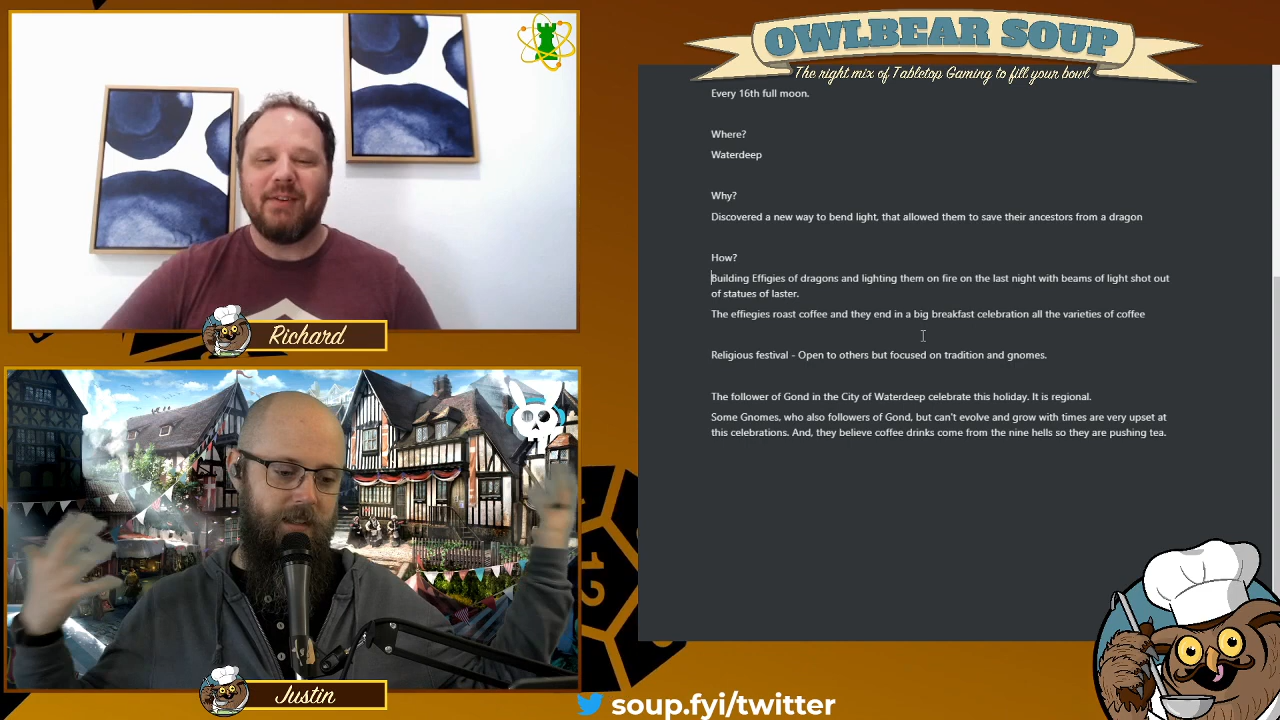 OWLBEAR SOUP
The right mix of Tabletop Gaming to fill your bowl
Every 16th full moon.
Where?
Waterdeep
Why?
Discovered a new way to bend light, that allowed them to save their ancestors from a dragon
How?
Building Effigies of dragons and lighting them on fire on the last night with beams of light shot out
of statues of laster.
The effiegies roast coffee and they end in a big breakfast celebration all the varieties of coffee
Religious festival - Open to others but focused on tradition and gnomes.
The follower of Gond in the City of Waterdeep celebrate this holiday. It is regional.
Some Gnomes, who also followers of Gond, but can't evolve and grow with times are very upset at
this celebrations. And, they believe coffee drinks come from the nine hells so they are pushing tea.
Richard
Justin
12
soup.fyi/twitter